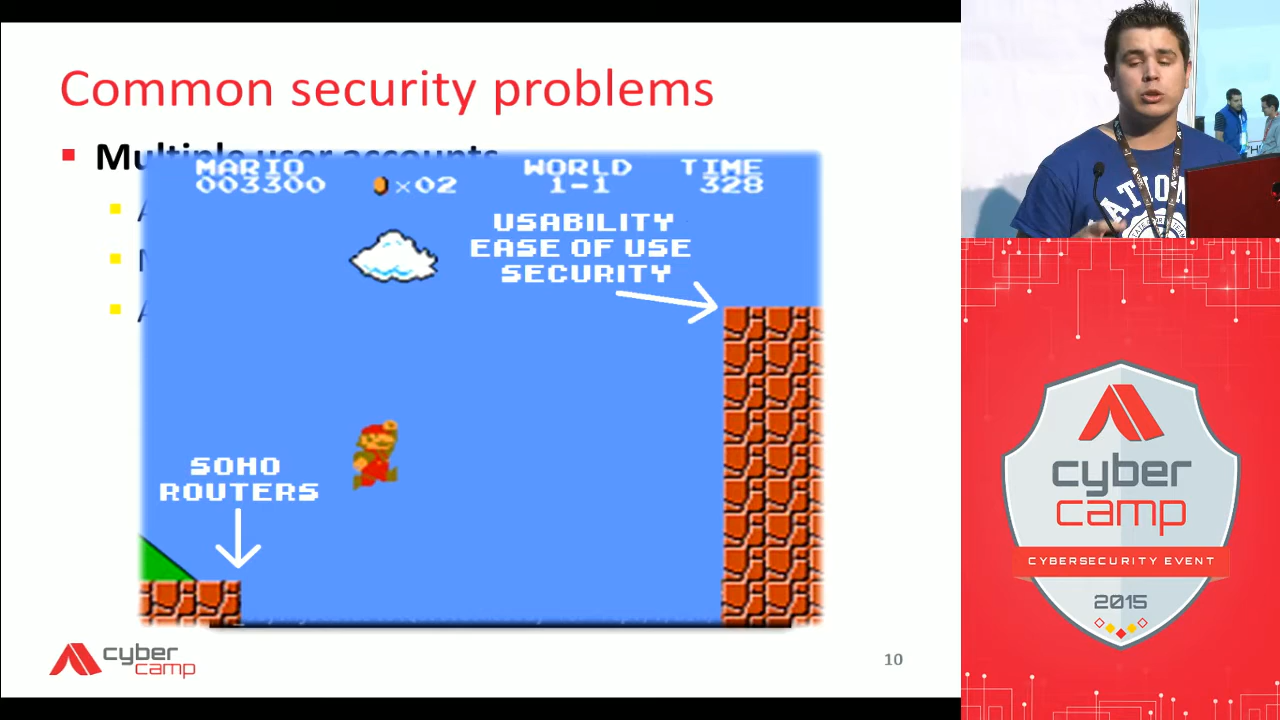 Common security problems
Multiple user accounts
MARIO
003300
×02
WORLD
1-1
TIME
328
USABILITY
EASE OF USE
SECURITY
SOHO
ROUTERS
cyber
camp
10
cyber
camp
CYBERSECURITY EVENT
2015